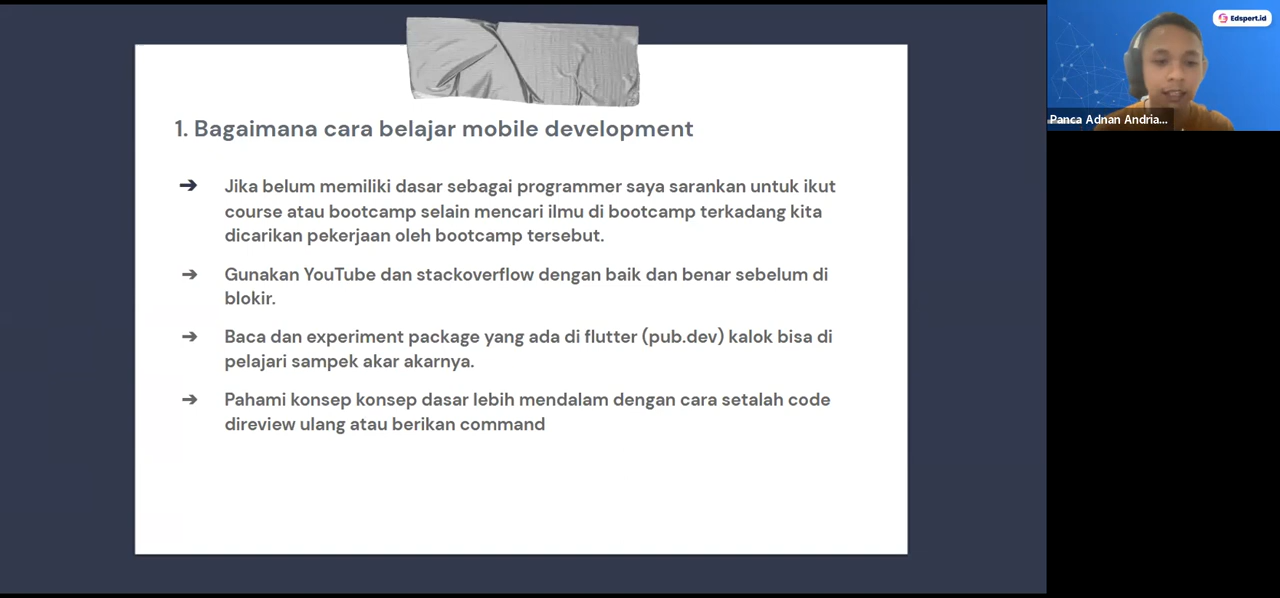 1. Bagaimana cara belajar mobile development
➔ Jika belum memiliki dasar sebagai programmer saya sarankan untuk ikut
course atau bootcamp selain mencari ilmu di bootcamp terkadang kita
dicarikan pekerjaan oleh bootcamp tersebut.
➔ Gunakan YouTube dan stackoverflow dengan baik dan benar sebelum di
blokir.
➔ Baca dan experiment package yang ada di flutter (pub.dev) kalok bisa di
pelajari sampek akar akarnya.
➔ Pahami konsep konsep dasar lebih mendalam dengan cara setalah code
direview ulang atau berikan command
Edspert.id
Panca Adnan Andria...